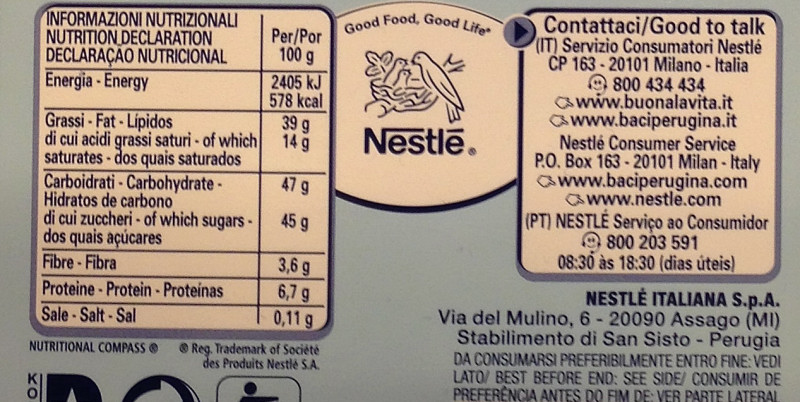 INFORMAZIONI NUTRIZIONALI
NUTRITION DECLARATION
DECLARAÇÃO NUTRICIONAL
Per/Por
100 g
Energia - Energy
2405 kJ
578 kcal
Grassi - Fat - Lípidos
39 g
di cui acidi grassi saturi - of which
14 g
saturates - dos quais saturados
Carboidrati - Carbohydrate -
47 g
Hidratos de carbono
di cui zuccheri - of which sugars -
45 g
dos quais açúcares
Fibre - Fibra
3,6 g
Proteine - Protein - Proteínas
6,7 g
Sale - Salt - Sal
0,11 g
NUTRITIONAL COMPASS ®
® Reg. Trademark of Société
des Produits Nestlé S.A.
KO
Good Food, Good Life*
Nestlé®
Contattaci/Good to talk
(IT) Servizio Consumatori Nestlé
CP 163 - 20101 Milano - Italia
800 434 434
www.buonalavita.it
www.baciperugina.it
Nestlé Consumer Service
P.O. Box 163 - 20101 Milan - Italy
www.baciperugina.com
www.nestle.com
(PT) NESTLÉ Serviço ao Consumidor
800 203 591
08:30 às 18:30 (dias úteis)
NESTLÉ ITALIANA S.p.A.
Via del Mulino, 6 - 20090 Assago (MI)
Stabilimento di San Sisto - Perugia
DA CONSUMARSI PREFERIBILMENTE ENTRO FINE: VEDI
LATO/ BEST BEFORE END: SEE SIDE/ CONSUMIR DE
PREFERÊNCIA ANTES DO FIM DE: VER PARTE LATERAL